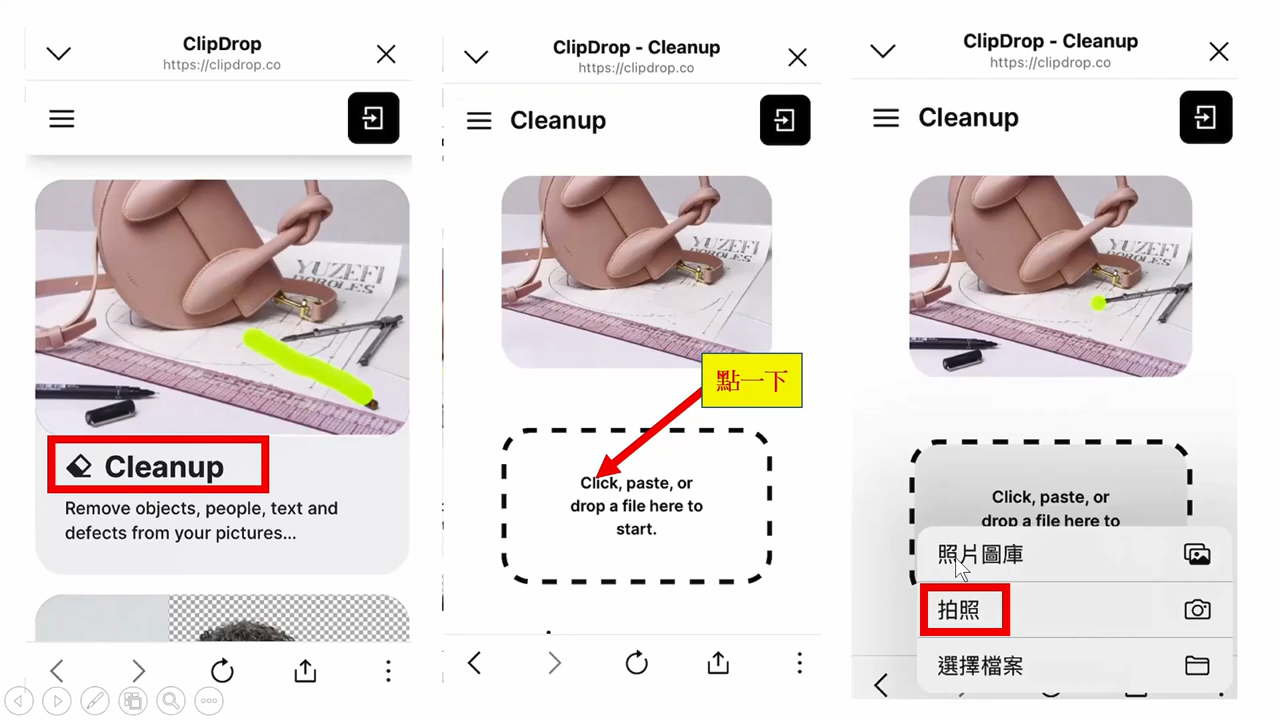 ClipDrop
https://clipdrop.co
YUZEFI
Cleanup
Remove objects, people, text and
defects from your pictures...
ClipDrop - Cleanup
https://clipdrop.co
Cleanup
YUZEFI
點一下
Click, paste, or
drop a file here to
start.
ClipDrop - Cleanup
https://clipdrop.co
Cleanup
YUZEFI
Click, paste, or
drop a file here to
照片圖庫
拍照
選擇檔案